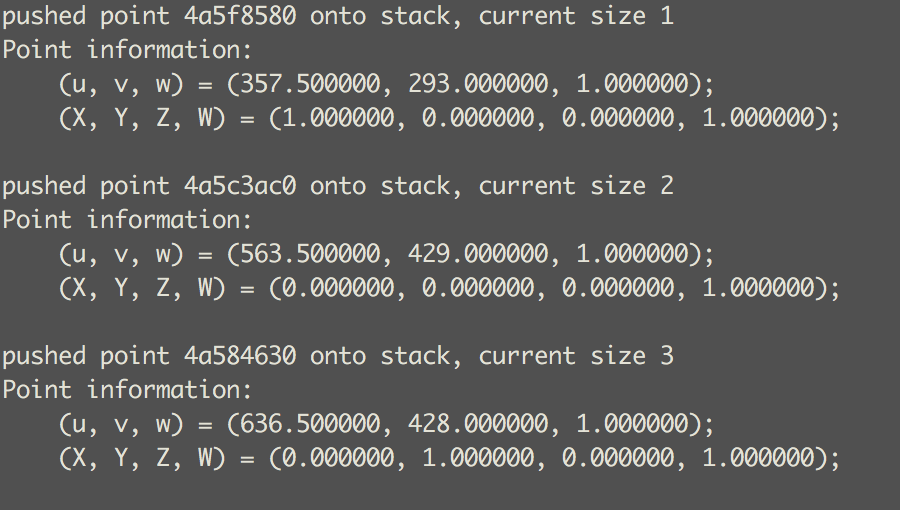 pushed point 4a5f8580 onto stack, current size 1
Point information:
(u, v, w) = (357.500000, 293.000000, 1.000000);
(X, Y, Z, W) = (1.000000, 0.000000, 0.000000, 1.000000);
pushed point 4a5c3ac0 onto stack, current size 2
Point information:
(u, v, w) = (563.500000, 429.000000, 1.000000);
(X, Y, Z, W) = (0.000000, 0.000000, 0.000000, 1.000000);
pushed point 4a584630 onto stack, current size 3
Point information:
(u, v, w) = (636.500000, 428.000000, 1.000000);
(X, Y, Z, W) = (0.000000, 1.000000, 0.000000, 1.000000);